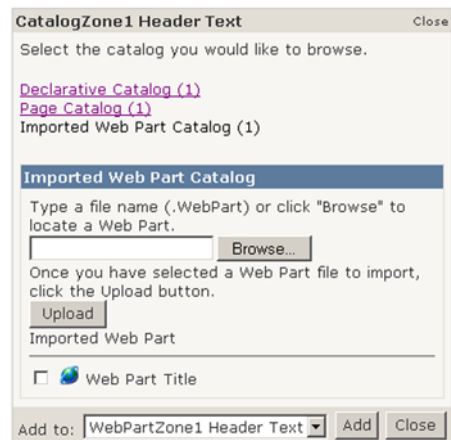 CatalogZone1 Header Text Close
Select the catalog you would like to browse.
Declarative Catalog (1)
Page Catalog (1)
Imported Web Part Catalog (1)
Imported Web Part Catalog
Type a file name (.WebPart) or click "Browse" to
locate a Web Part.
Browse...
Once you have selected a Web Part file to import,
click the Upload button.
Upload
Imported Web Part
Web Part Title
Add to: WebPartZone1 Header Text Add Close